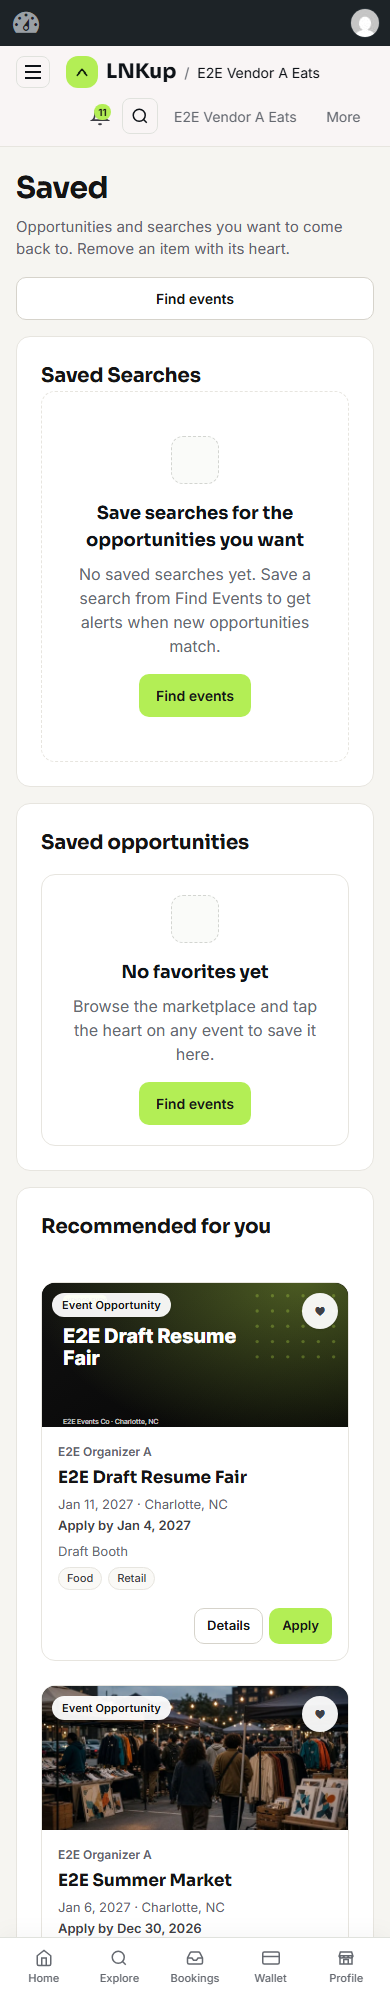 LNKup / E2E Vendor A Eats
11
E2E Vendor A Eats
More
Saved
Opportunities and searches you want to come
back to. Remove an item with its heart.
Find events
Saved Searches
Save searches for the
opportunities you want
No saved searches yet. Save a
search from Find Events to get
alerts when new opportunities
match.
Find events
Saved opportunities
No favorites yet
Browse the marketplace and tap
the heart on any event to save it
here.
Find events
Recommended for you
Event Opportunity
E2E Draft Resume
Fair
E2E Events Co · Charlotte, NC
E2E Organizer A
E2E Draft Resume Fair
Jan 11, 2027 · Charlotte, NC
Apply by Jan 4, 2027
Draft Booth
Food
Retail
Details
Apply
Event Opportunity
E2E Organizer A
E2E Summer Market
Jan 6, 2027 · Charlotte, NC
Apply by Dec 30, 2026
Home
Explore
Bookings
Wallet
Profile